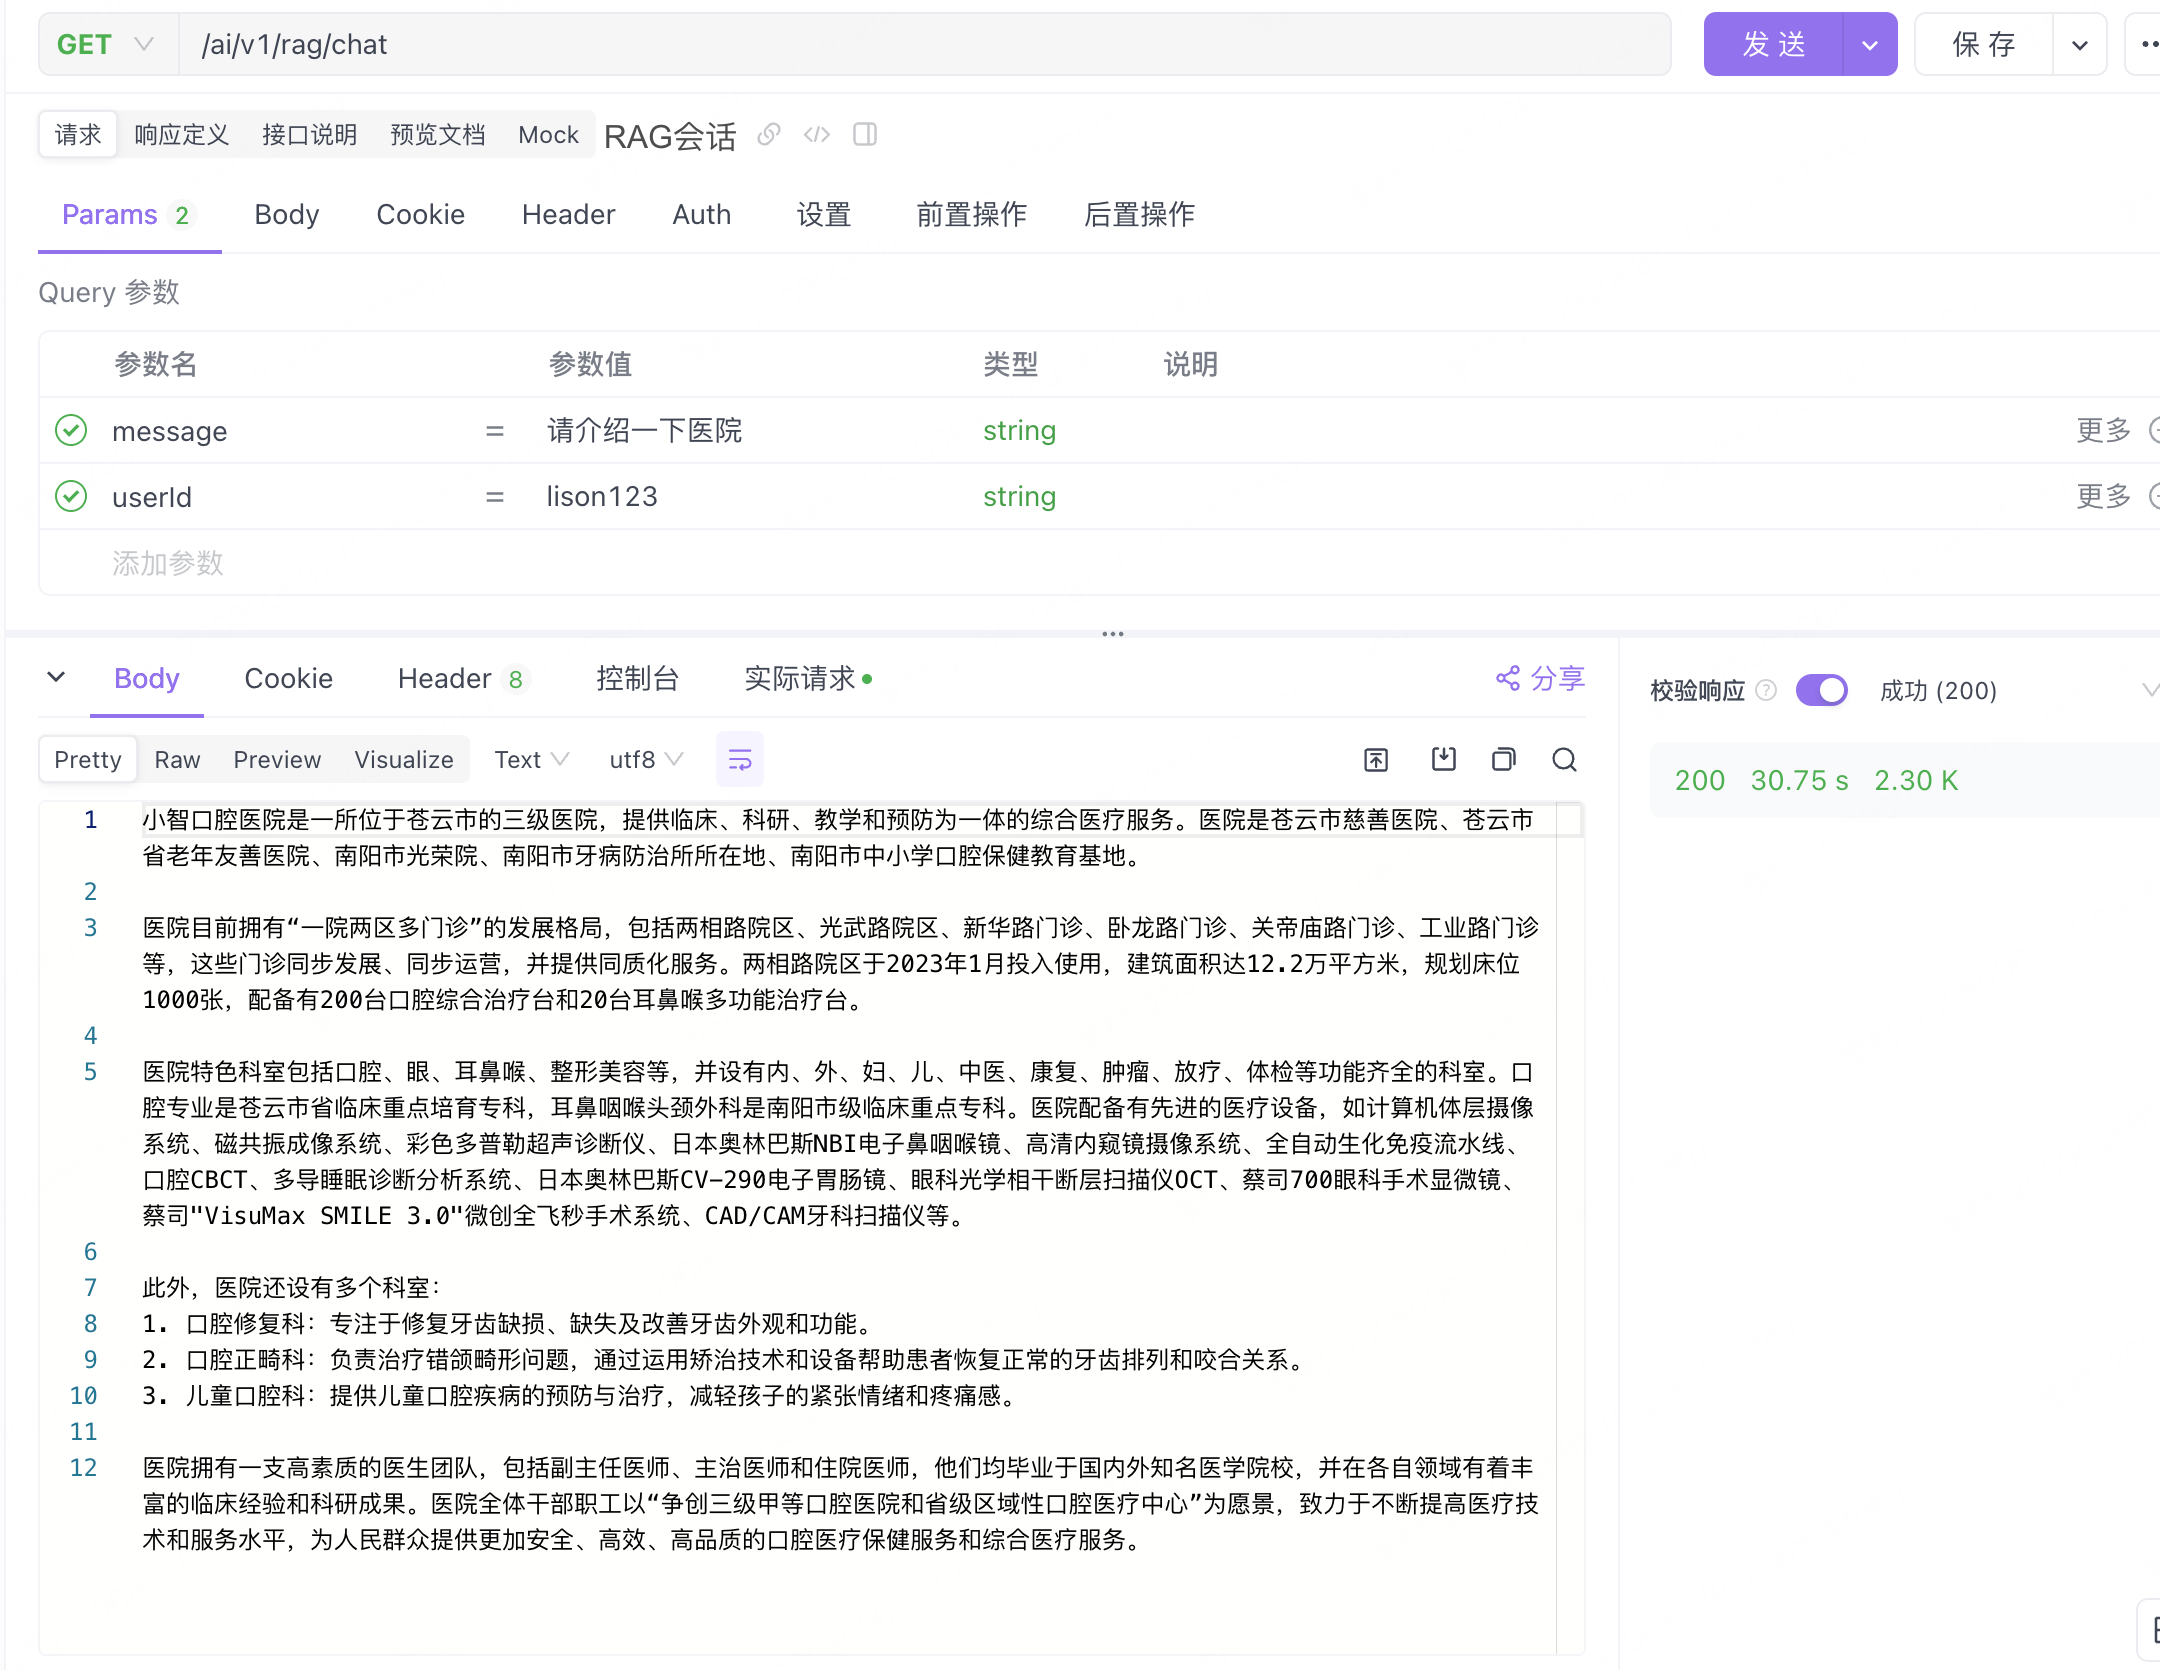 GET /ai/v1/rag/chat 发 送 保 存
请求 响应定义 接口说明 预览文档 Mock RAG会话
Params 2 Body Cookie Header Auth 设置 前置操作 后置操作
Query 参数
参数名 参数值 类型 说明
message = 请介绍一下医院 string 更多
userId = lison123 string 更多
添加参数
Body Cookie Header 8 控制台 实际请求 分享
校验响应 成功 (200)
Pretty Raw Preview Visualize Text utf8
200 30.75 s 2.30 K
1 小智口腔医院是一所位于苍云市的三级医院，提供临床、科研、教学和预防为一体的综合医疗服务。医院是苍云市慈善医院、苍云市
省老年友善医院、南阳市光荣院、南阳市牙病防治所所在地、南阳市中小学口腔保健教育基地。
2
3 医院目前拥有“一院两区多门诊”的发展格局，包括两相路院区、光武路院区、新华路门诊、卧龙路门诊、关帝庙路门诊、工业路门诊
等，这些门诊同步发展、同步运营，并提供同质化服务。两相路院区于2023年1月投入使用，建筑面积达12.2万平方米，规划床位
1000张，配备有200台口腔综合治疗台和20台耳鼻喉多功能治疗台。
4
5 医院特色科室包括口腔、眼、耳鼻喉、整形美容等，并设有内、外、妇、儿、中医、康复、肿瘤、放疗、体检等功能齐全的科室。口
腔专业是苍云市省临床重点培育专科，耳鼻咽喉头颈外科是南阳市级临床重点专科。医院配备有先进的医疗设备，如计算机体层摄像
系统、磁共振成像系统、彩色多普勒超声诊断仪、日本奥林巴斯NBI电子鼻咽喉镜、高清内窥镜摄像系统、全自动生化免疫流水线、
口腔CBCT、多导睡眠诊断分析系统、日本奥林巴斯CV-290电子胃肠镜、眼科光学相干断层扫描仪OCT、蔡司700眼科手术显微镜、
蔡司"VisuMax SMILE 3.0"微创全飞秒手术系统、CAD/CAM牙科扫描仪等。
6
7 此外，医院还设有多个科室：
8 1. 口腔修复科：专注于修复牙齿缺损、缺失及改善牙齿外观和功能。
9 2. 口腔正畸科：负责治疗错颌畸形问题，通过运用矫治技术和设备帮助患者恢复正常的牙齿排列和咬合关系。
10 3. 儿童口腔科：提供儿童口腔疾病的预防与治疗，减轻孩子的紧张情绪和疼痛感。
11
12 医院拥有一支高素质的医生团队，包括副主任医师、主治医师和住院医师，他们均毕业于国内外知名医学院校，并在各自领域有着丰
富的临床经验和科研成果。医院全体干部职工以“争创三级甲等口腔医院和省级区域性口腔医疗中心”为愿景，致力于不断提高医疗技
术和服务水平，为人民群众提供更加安全、高效、高品质的口腔医疗保健服务和综合医疗服务。